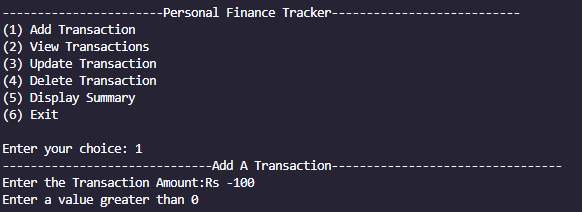 -----------------------Personal Finance Tracker---------------------------
(1) Add Transaction
(2) View Transactions
(3) Update Transaction
(4) Delete Transaction
(5) Display Summary
(6) Exit
Enter your choice: 1
------------------------------Add A Transaction---------------------------------
Enter the Transaction Amount:Rs -100
Enter a value greater than 0